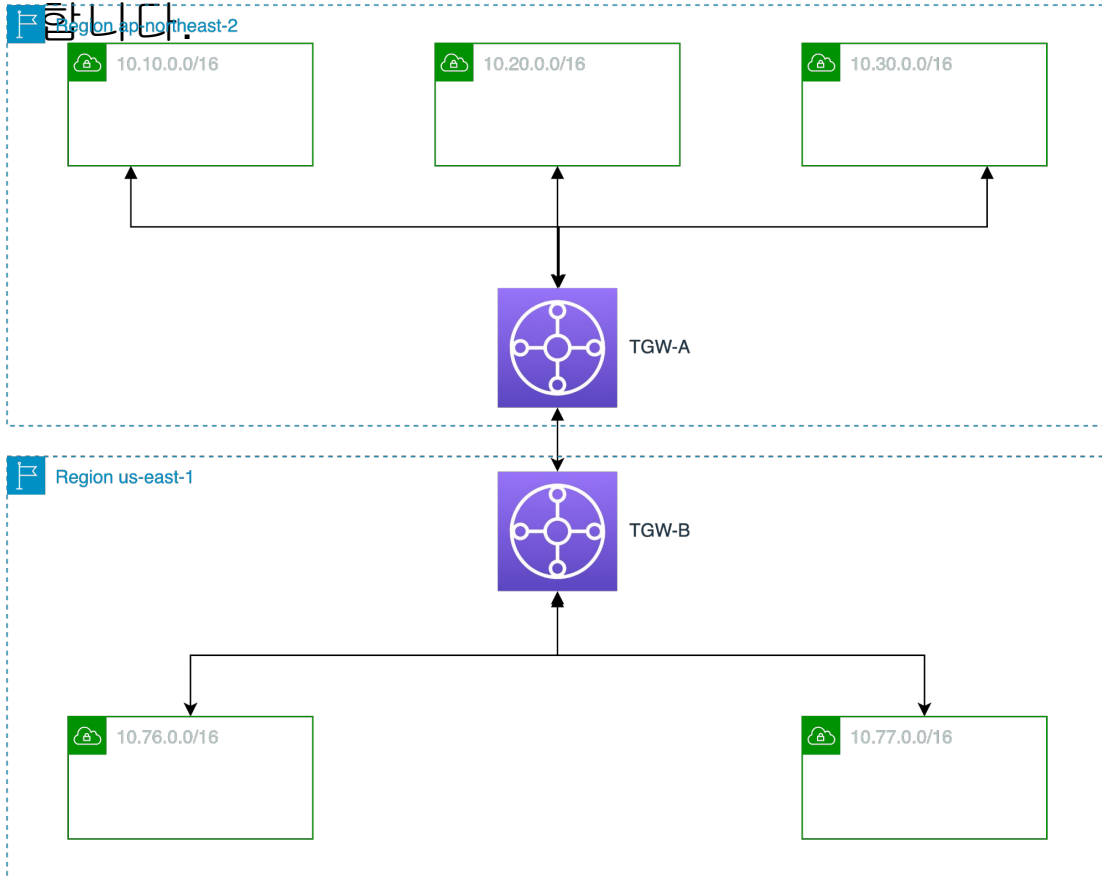 합니다.
Region ap-northeast-2
10.10.0.0/16
10.20.0.0/16
10.30.0.0/16
TGW-A
Region us-east-1
TGW-B
10.76.0.0/16
10.77.0.0/16